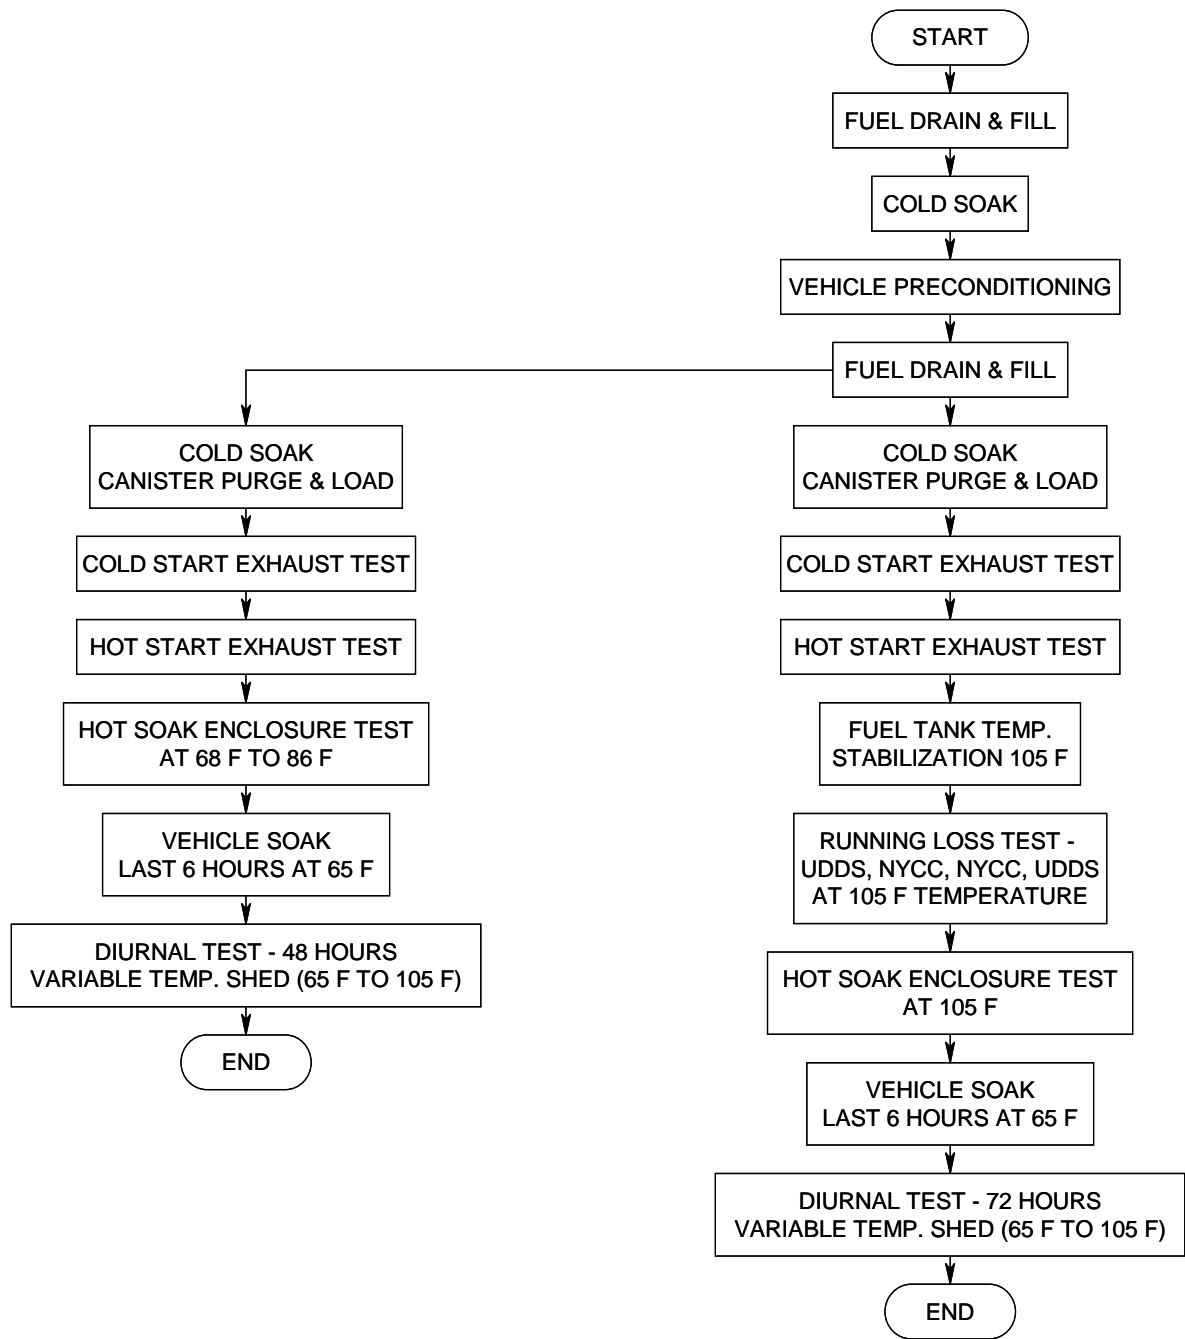 START
FUEL DRAIN & FILL
COLD SOAK
VEHICLE PRECONDITIONING
FUEL DRAIN & FILL
COLD SOAK
CANISTER PURGE & LOAD
COLD START EXHAUST TEST
HOT START EXHAUST TEST
HOT SOAK ENCLOSURE TEST
AT 68 F TO 86 F
VEHICLE SOAK
LAST 6 HOURS AT 65 F
DIURNAL TEST - 48 HOURS
VARIABLE TEMP. SHED (65 F TO 105 F)
END
COLD SOAK
CANISTER PURGE & LOAD
COLD START EXHAUST TEST
HOT START EXHAUST TEST
FUEL TANK TEMP.
STABILIZATION 105 F
RUNNING LOSS TEST -
UDDS, NYCC, NYCC, UDDS
AT 105 F TEMPERATURE
HOT SOAK ENCLOSURE TEST
AT 105 F
VEHICLE SOAK
LAST 6 HOURS AT 65 F
DIURNAL TEST - 72 HOURS
VARIABLE TEMP. SHED (65 F TO 105 F)
END